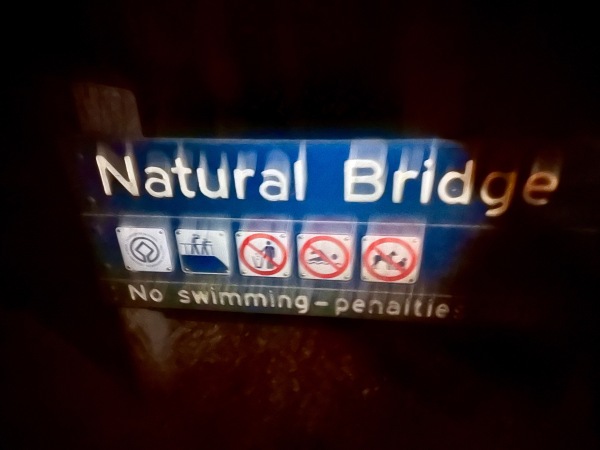 Natural Bridge
No swimming-penaltie